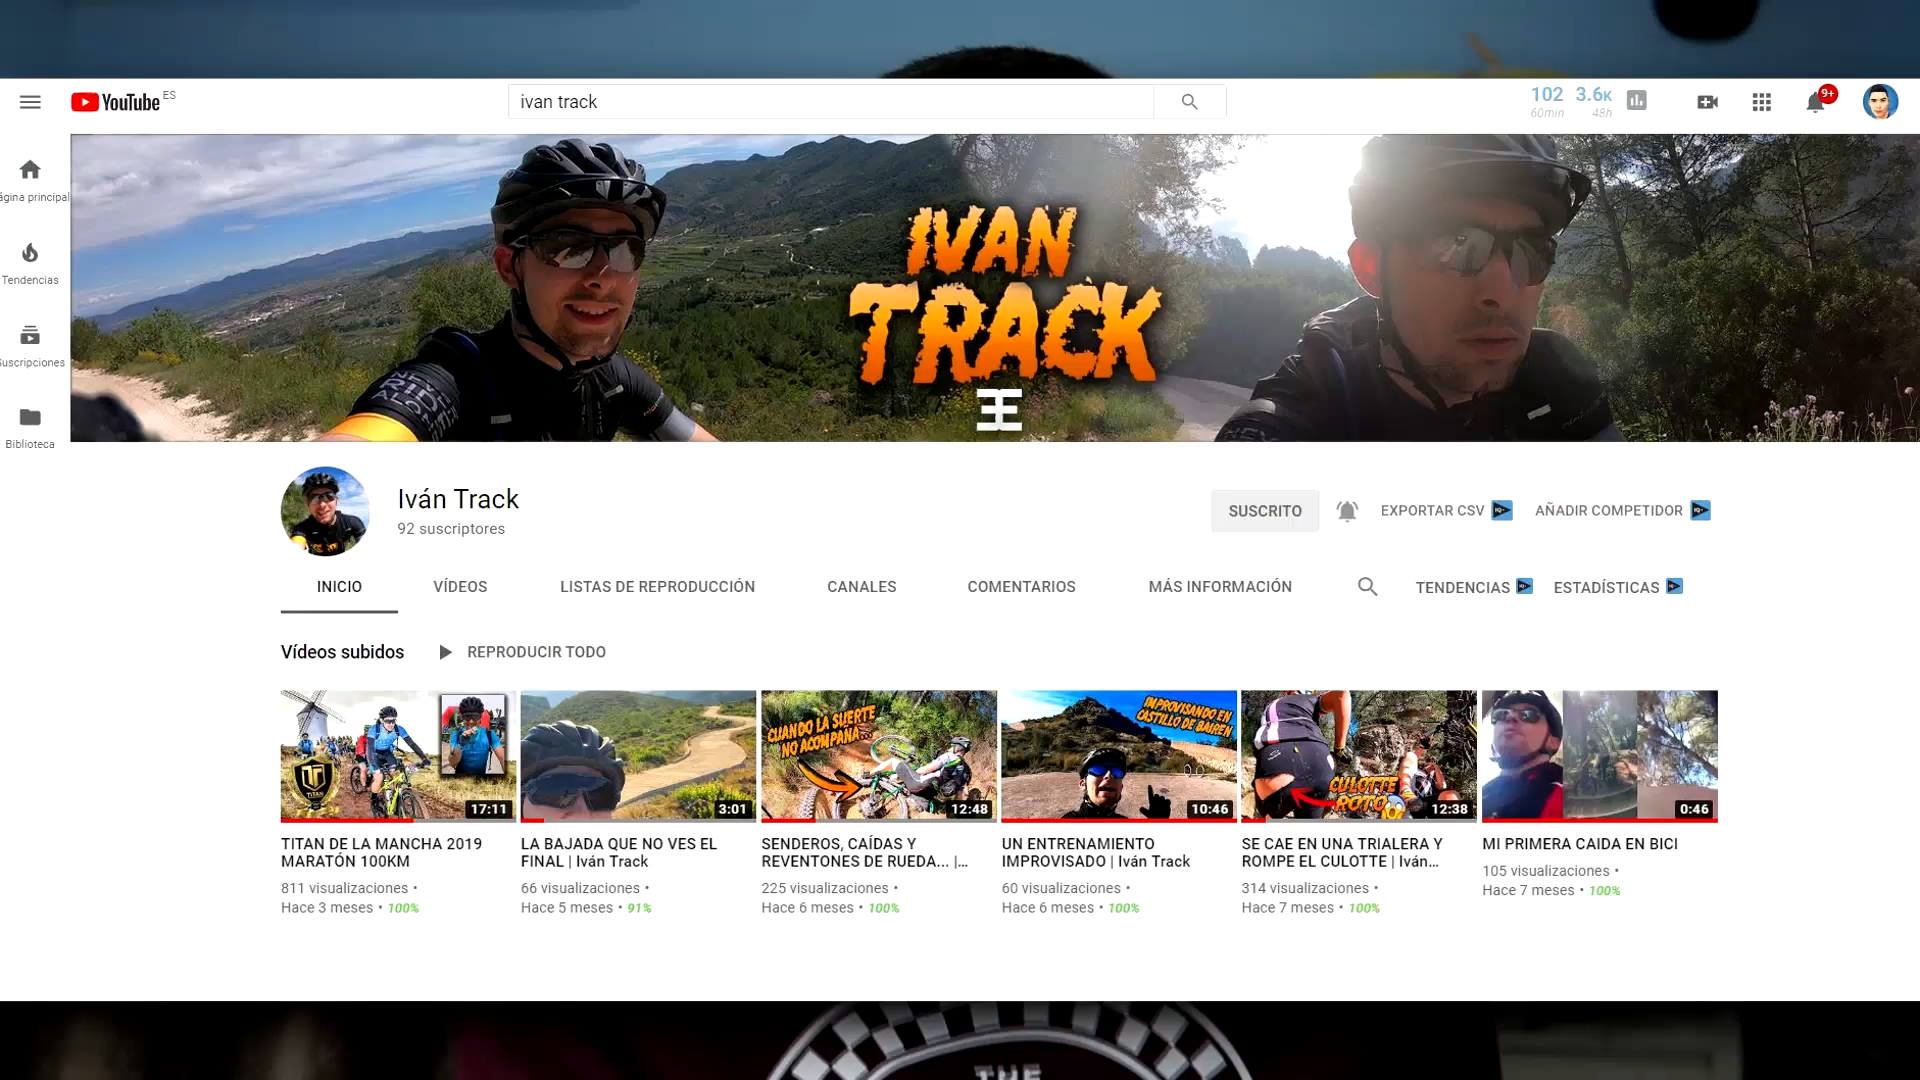 YouTube ES
ivan track
102 3.6K
60min 48h
9+
ágina principal
Tendencias
uscripciones
Biblioteca
IVAN
TRACK
Iván Track
92 suscriptores
SUSCRITO
EXPORTAR CSV
AÑADIR COMPETIDOR
INICIO
VÍDEOS
LISTAS DE REPRODUCCIÓN
CANALES
COMENTARIOS
MÁS INFORMACIÓN
TENDENCIAS
ESTADÍSTICAS
Vídeos subidos
REPRODUCIR TODO
17:11
TITAN DE LA MANCHA 2019
MARATÓN 100KM
811 visualizaciones •
Hace 3 meses • 100%
3:01
LA BAJADA QUE NO VES EL
FINAL | Iván Track
66 visualizaciones •
Hace 5 meses • 91%
CUANDO LA SUERTE
NO ACOMPAÑA...
12:48
SENDEROS, CAÍDAS Y
REVENTONES DE RUEDA... |...
225 visualizaciones •
Hace 6 meses • 100%
IMPROVISANDO EN
CASTILLO DE BAIREN
10:46
UN ENTRENAMIENTO
IMPROVISADO | Iván Track
60 visualizaciones •
Hace 6 meses • 100%
CULOTTE
ROTO
12:38
SE CAE EN UNA TRIALERA Y
ROMPE EL CULOTTE | Iván...
314 visualizaciones •
Hace 7 meses • 100%
0:46
MI PRIMERA CAIDA EN BICI
105 visualizaciones •
Hace 7 meses • 100%
THE